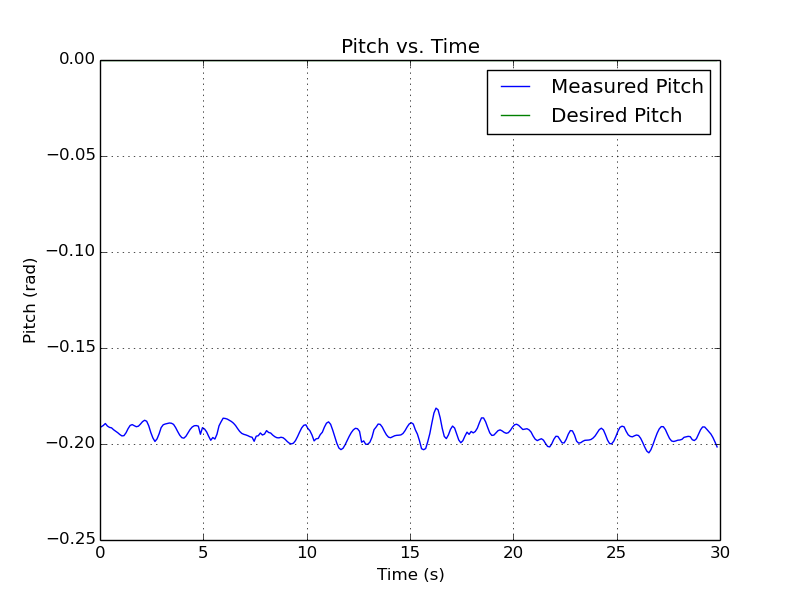 Pitch vs. Time
Measured Pitch
Desired Pitch
0.00
−0.05
−0.10
−0.15
−0.20
−0.25
Pitch (rad)
0 5 10 15 20 25 30
Time (s)